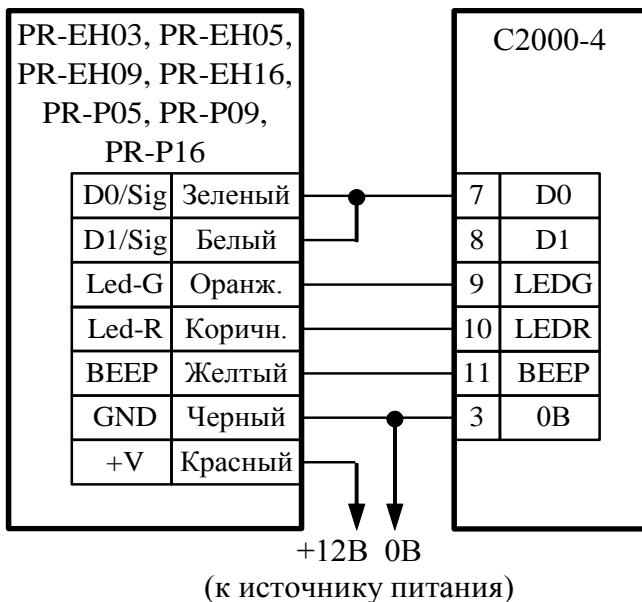 PR-EH03, PR-EH05,
PR-EH09, PR-EH16,
PR-P05, PR-P09,
PR-P16
C2000-4
D0/Sig Зеленый 7 D0
D1/Sig Белый 8 D1
Led-G Оранж. 9 LEDG
Led-R Коричн. 10 LEDR
BEEP Желтый 11 BEEP
GND Черный 3 0В
+V Красный
+12В 0В
(к источнику питания)